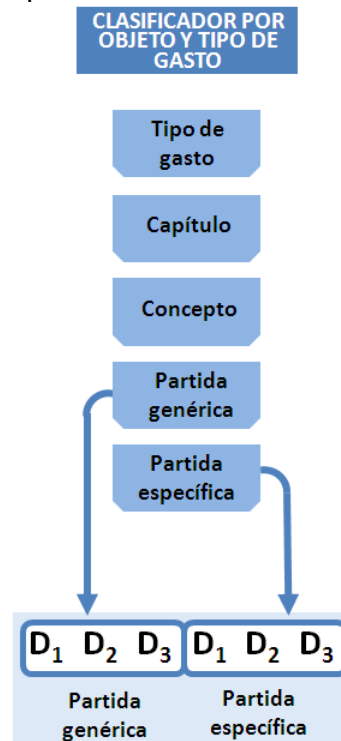 CLASIFICADOR POR
OBJETO Y TIPO DE
GASTO
Tipo de
gasto
Capítulo
Concepto
Partida
genérica
Partida
específica
D₁ D₂ D₃ D₁ D₂ D₃
Partida
genérica
Partida
específica